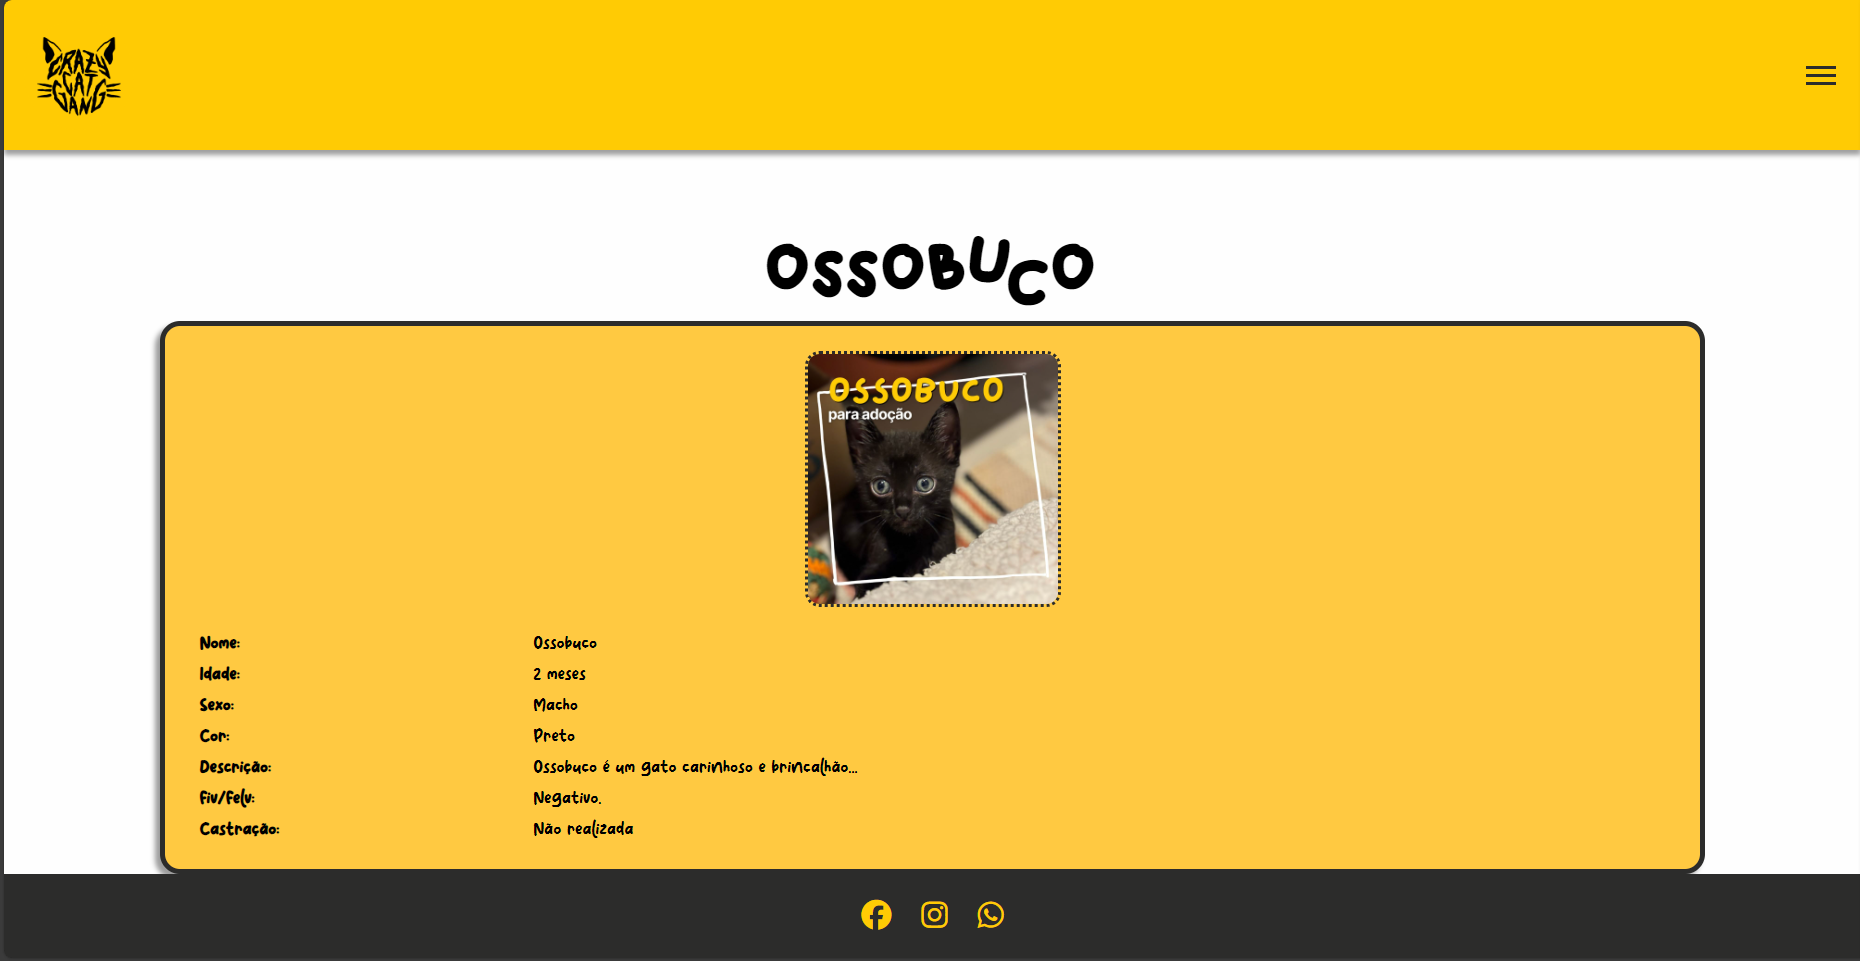 CRAZY
CAT
GANG
OSSOBUCO
OSSOBUCO
para adoção
Nome: Ossobuco
Idade: 2 meses
Sexo: Macho
Cor: Preto
Descrição: Ossobuco é um gato carinhoso e brincalhão...
Fiv/Felv: Negativo.
Castração: Não realizada